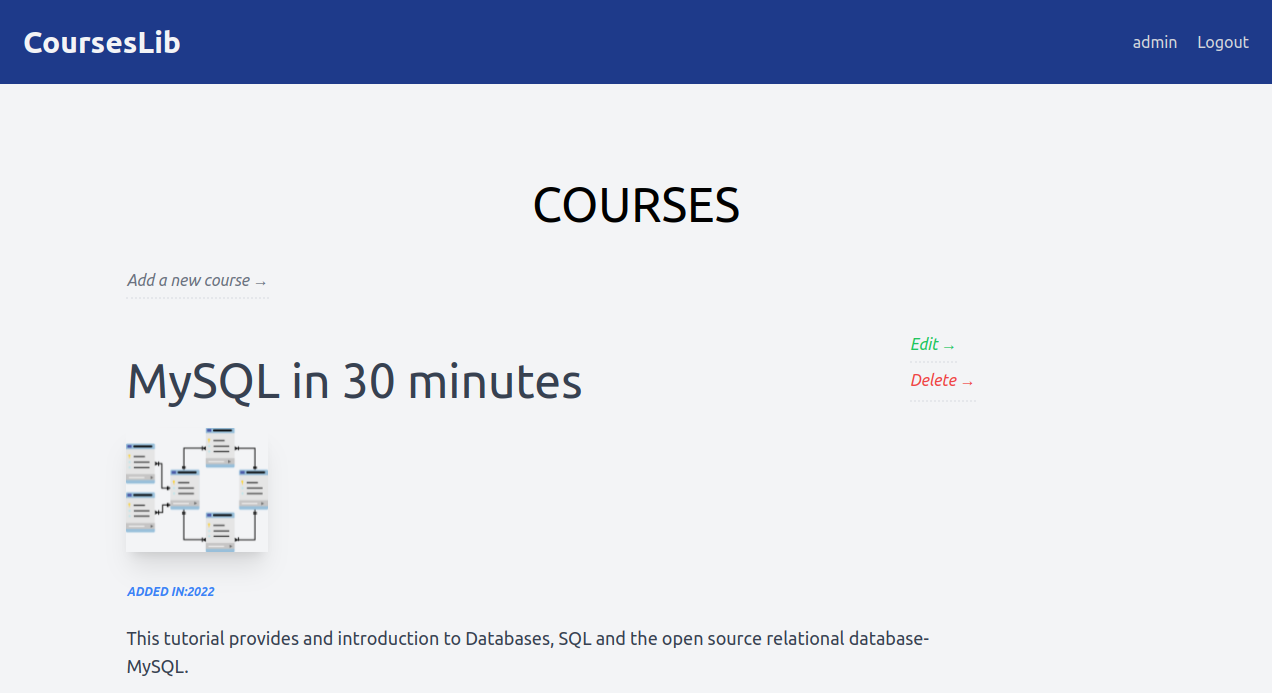 CoursesLib
admin
Logout
COURSES
Add a new course →
Edit →
MySQL in 30 minutes
Delete →
ADDED IN:2022
This tutorial provides and introduction to Databases, SQL and the open source relational database-
MySQL.